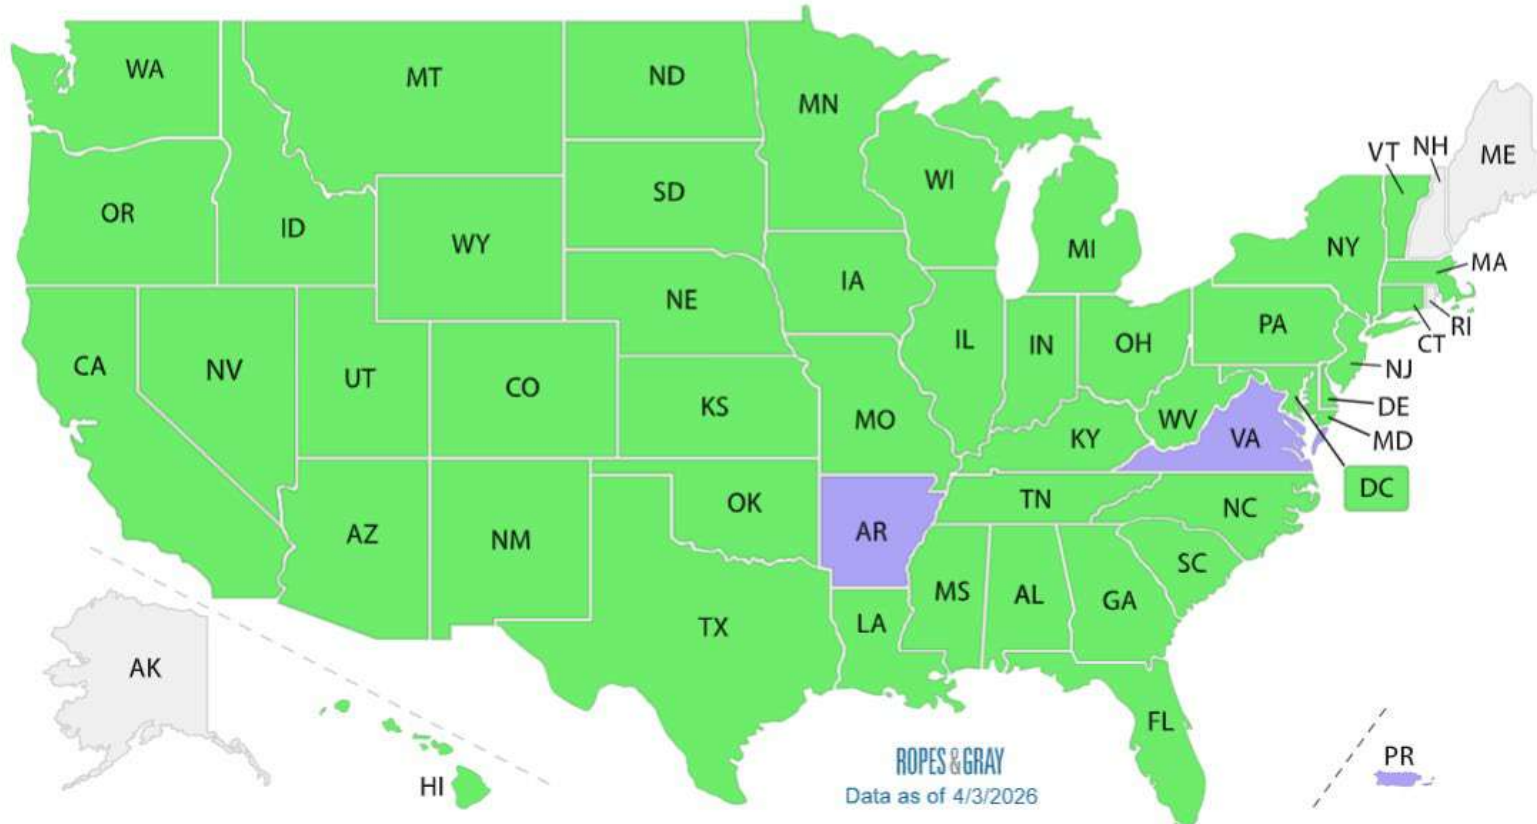 WA
MT
ND
MN
VT
NH
ME
OR
ID
SD
WI
WY
MI
NY
MA
NE
IA
PA
RI
CT
CA
NV
UT
CO
IL
IN
OH
NJ
KS
MO
WV
DE
KY
VA
MD
DC
AZ
NM
OK
AR
TN
NC
SC
MS
AL
GA
TX
LA
AK
FL
HI
ROPES & GRAY
Data as of 4/3/2026
PR